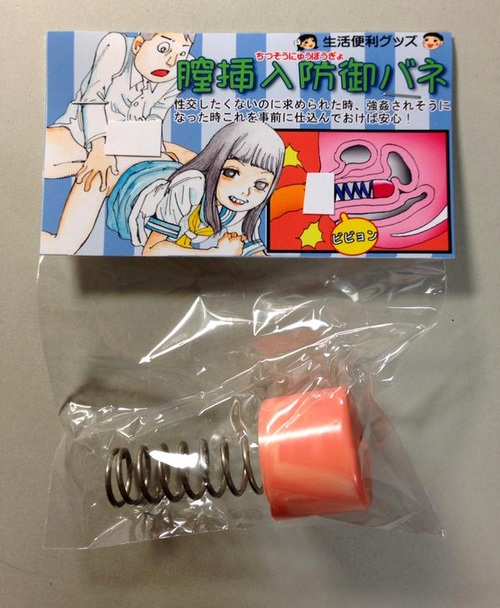 生活便利グッズ
ちつそうにゅうぼうぎょ
膣挿入防御バネ
性交したくないのに求められた時、強姦されそうに
なった時これを事前に仕込んでおけば安心！
ビビョン